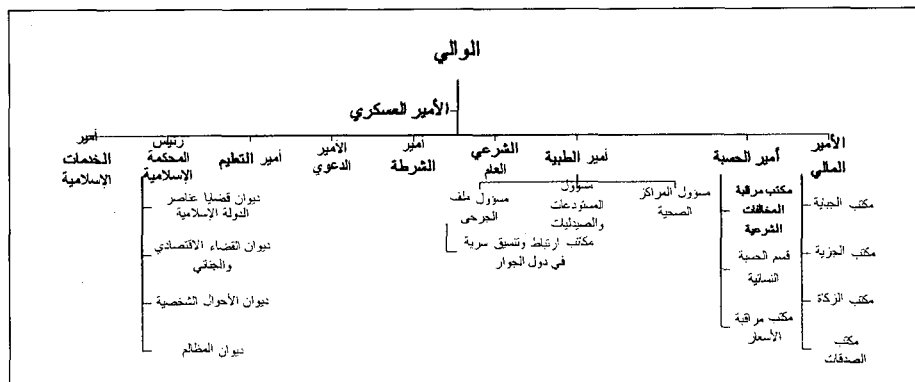 الوالي
الأمير العسكري
الأمير
المالي
مكتب الجباية
مكتب الجزية
مكتب الزكاة
مكتب
الصدقات
أمير الحسبة
مكتب مراقبة
المخالفات
الشرعية
قسم الحسبة
النسائية
مكتب مراقبة
الأسعار
أمير الطبية
مسؤول المراكز
الصحية
مسؤول
المستودعات
والصيدليات
مسؤول ملف
الجرحى
مكتب ارتباط وتنسيق سرية
في دول الجوار
الشرعي
العام
أمير
الشرطة
الأمير
الدعوي
أمير التعليم
رئيس
المحكمة
الإسلامية
ديوان قضايا عناصر
الدولة الإسلامية
ديوان القضاء الاقتصادي
والجنائي
ديوان الأحوال الشخصية
ديوان المظالم
أمير
الخدمات
الإسلامية